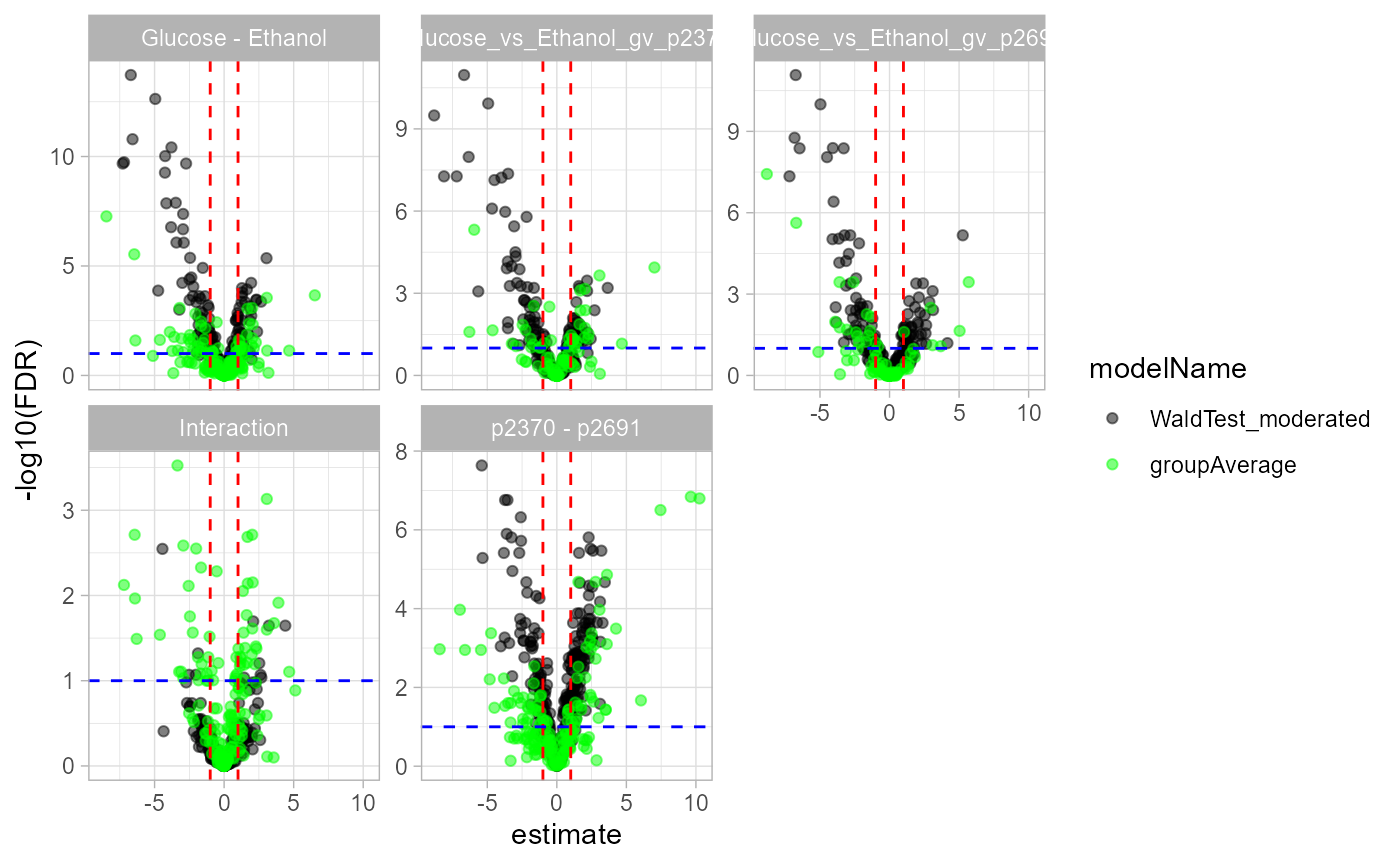 Glucose - Ethanol
lucose_vs_Ethanol_gv_p237
lucose_vs_Ethanol_gv_p269
10
5
0
9
6
3
0
9
6
3
0
-5 0 5 10
Interaction
p2370 - p2691
3
2
1
0
8
6
4
2
0
-5 0 5 10
-5 0 5 10
estimate
-log10(FDR)
modelName
WaldTest_moderated
groupAverage